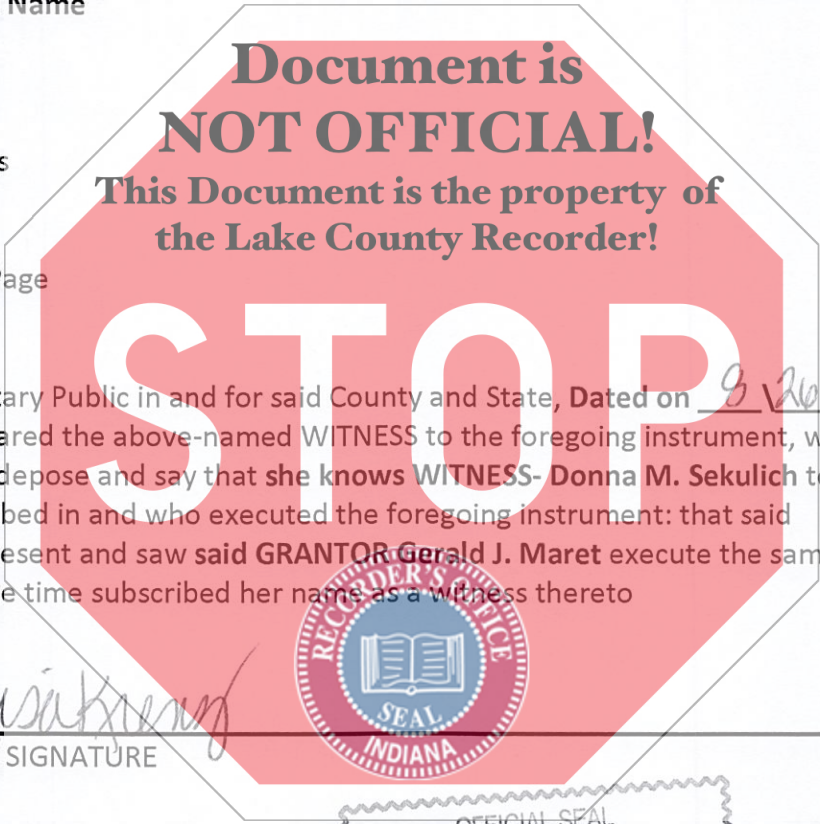 Name
Document is
NOT OFFICIAL!
This Document is the property of
the Lake County Recorder!
s
age
STOP
ary Public in and for said County and State, Dated on 8 \26
ared the above-named WITNESS to the foregoing instrument, w
depose and say that she knows WITNESS- Donna M. Sekulich t
bed in and who executed the foregoing instrument: that said
esent and saw said GRANTOR Gerald J. Maret execute the sam
e time subscribed her name as a witness thereto
RECORDER'S OFFICE
SEAL
INDIANA
SIGNATURE
OFFICIAL SEAL